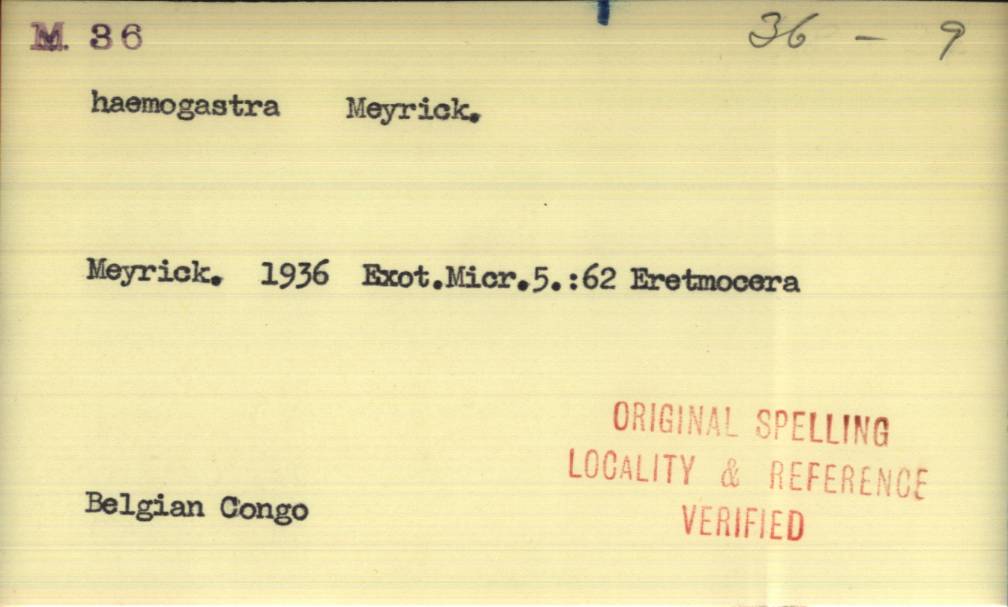 M. 36 36 - 9
haemogastra Meyrick.
Meyrick. 1936 Exot.Micr.5.:62 Eretmocera
ORIGINAL SPELLING
LOCALITY & REFERENCE
VERIFIED
Belgian Congo